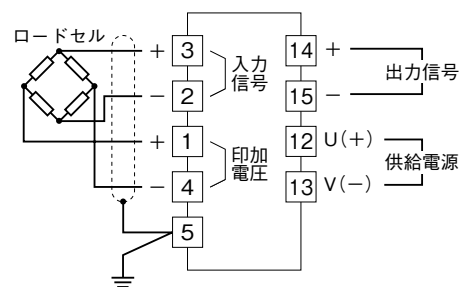 ロードセル
+ 3 入力信号
− 2
+ 1 印加電圧
− 4
5
14 + 出力信号
15 −
12 U(+) 供給電源
13 V(−)